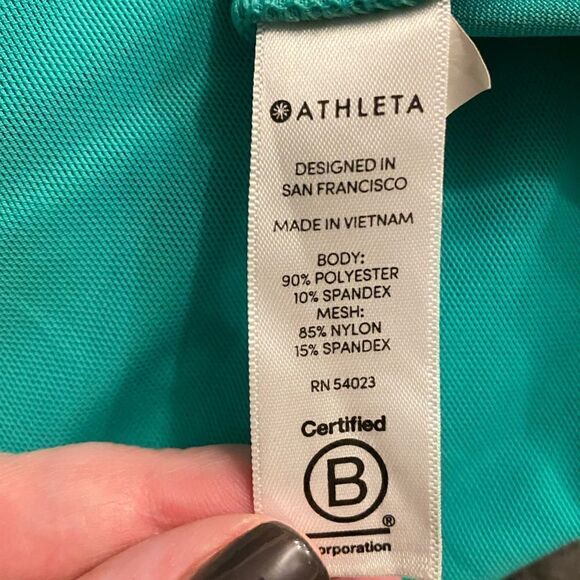 ATHLETA
DESIGNED IN
SAN FRANCISCO
MADE IN VIETNAM
BODY:
90% POLYESTER
10% SPANDEX
MESH:
85% NYLON
15% SPANDEX
RN 54023
Certified
B
®
orporation